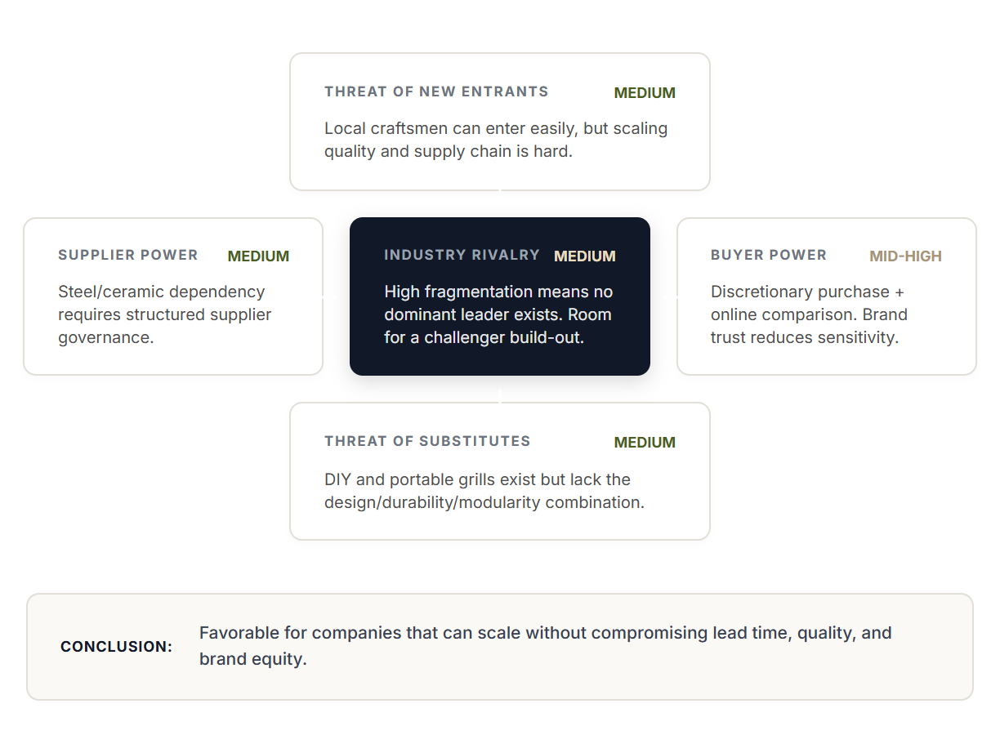 THREAT OF NEW ENTRANTS
MEDIUM
Local craftsmen can enter easily, but scaling
quality and supply chain is hard.
SUPPLIER POWER
MEDIUM
Steel/ceramic dependency
requires structured supplier
governance.
INDUSTRY RIVALRY
MEDIUM
High fragmentation means no
dominant leader exists. Room
for a challenger build-out.
BUYER POWER
MID-HIGH
Discretionary purchase +
online comparison. Brand
trust reduces sensitivity.
THREAT OF SUBSTITUTES
MEDIUM
DIY and portable grills exist but lack the
design/durability/modularity combination.
CONCLUSION:
Favorable for companies that can scale without compromising lead time, quality, and
brand equity.